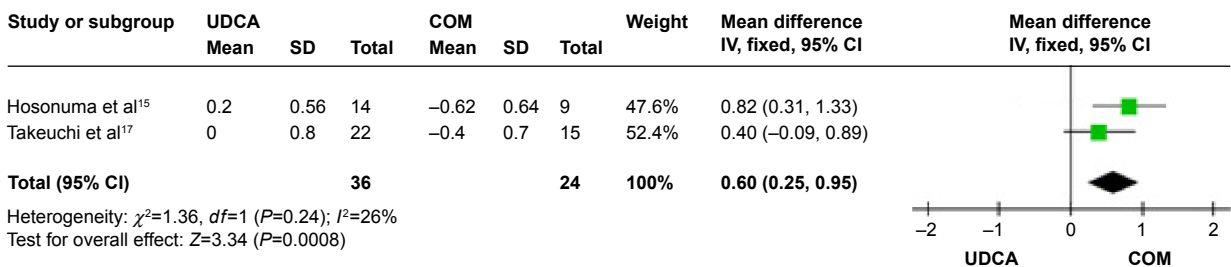 Study or subgroup UDCA COM Weight Mean difference Mean difference
Mean SD Total Mean SD Total IV, fixed, 95% CI IV, fixed, 95% CI
Hosonuma et al¹⁵ 0.2 0.56 14 –0.62 0.64 9 47.6% 0.82 (0.31, 1.33)
Takeuchi et al¹⁷ 0 0.8 22 –0.4 0.7 15 52.4% 0.40 (–0.09, 0.89)
Total (95% CI) 36 24 100% 0.60 (0.25, 0.95)
Heterogeneity: χ²=1.36, df=1 (P=0.24); I²=26%
Test for overall effect: Z=3.34 (P=0.0008)
–2 –1 0 1 2
UDCA COM